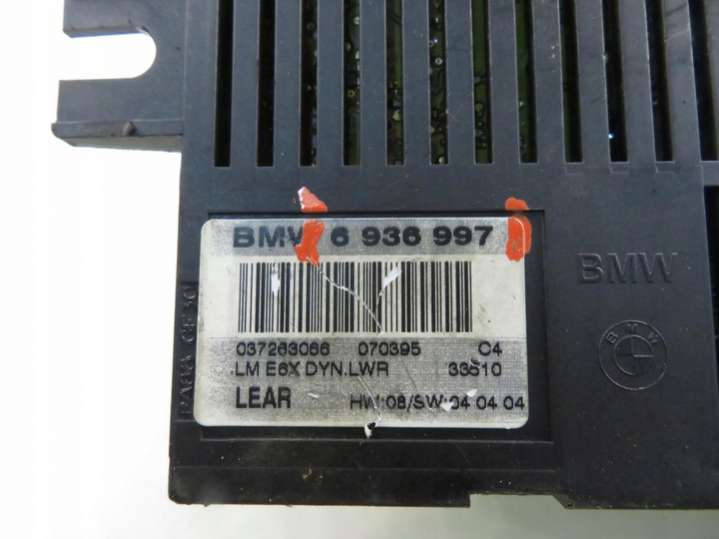 BMW 6 936 997
037263066 070395 C4
LM E6X DYN.LWR 33510
LEAR HW:08/SW:04 04 04
BMW
BMW